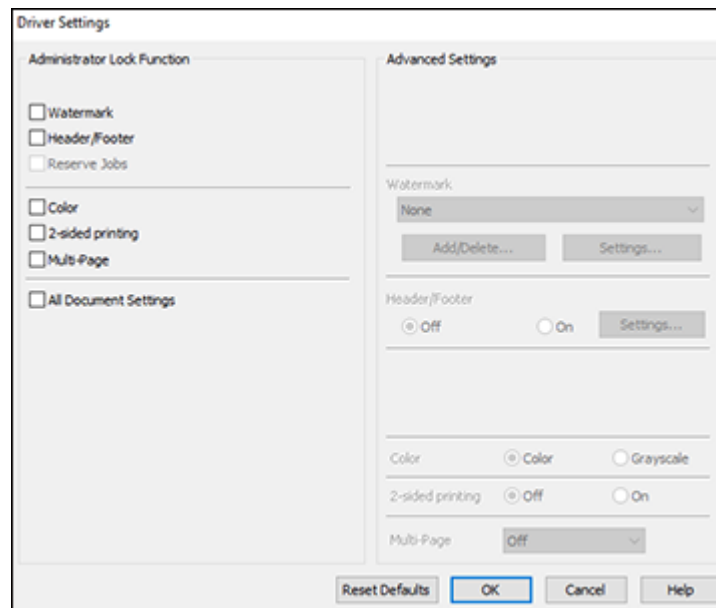 Driver Settings
Administrator Lock Function
Watermark
Header/Footer
Reserve Jobs
Color
2-sided printing
Multi-Page
All Document Settings
Advanced Settings
Watermark
None
Add/Delete... Settings...
Header/Footer
Off On Settings...
Color Color Grayscale
2-sided printing Off On
Multi-Page Off
Reset Defaults OK Cancel Help